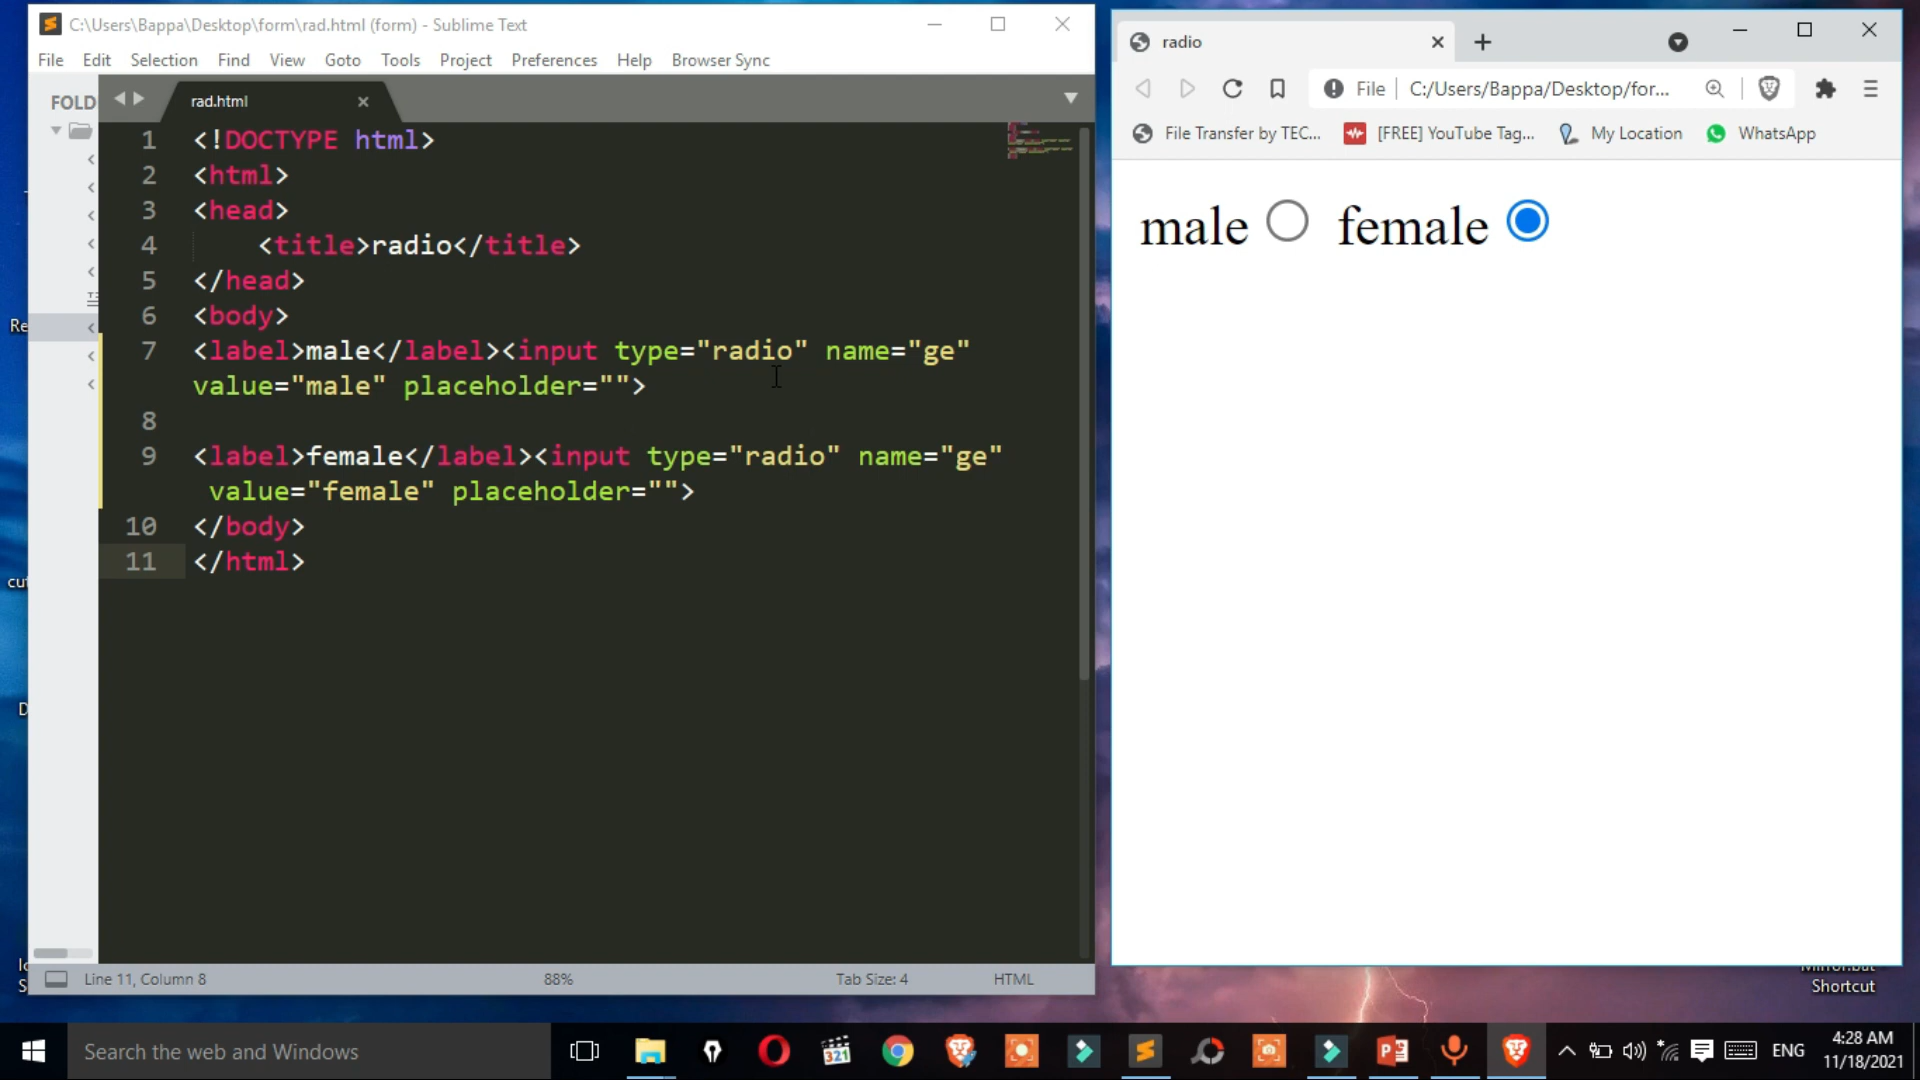 C:\Users\Bappa\Desktop\form\rad.html (form) - Sublime Text
File Edit Selection Find View Goto Tools Project Preferences Help Browser Sync
FOLD
rad.html
1 <!DOCTYPE html>
2 <html>
3 <head>
4 <title>radio</title>
5 </head>
6 <body>
7 <label>male</label><input type="radio" name="ge"
value="male" placeholder="">
8
9 <label>female</label><input type="radio" name="ge"
value="female" placeholder="">
10 </body>
11 </html>
Line 11, Column 8 88% Tab Size: 4 HTML
radio
File C:/Users/Bappa/Desktop/for...
File Transfer by TEC... [FREE] YouTube Tag... My Location WhatsApp
male female
Re
cut
D
Shortcut
Search the web and Windows
321
ENG
4:28 AM
11/18/2021